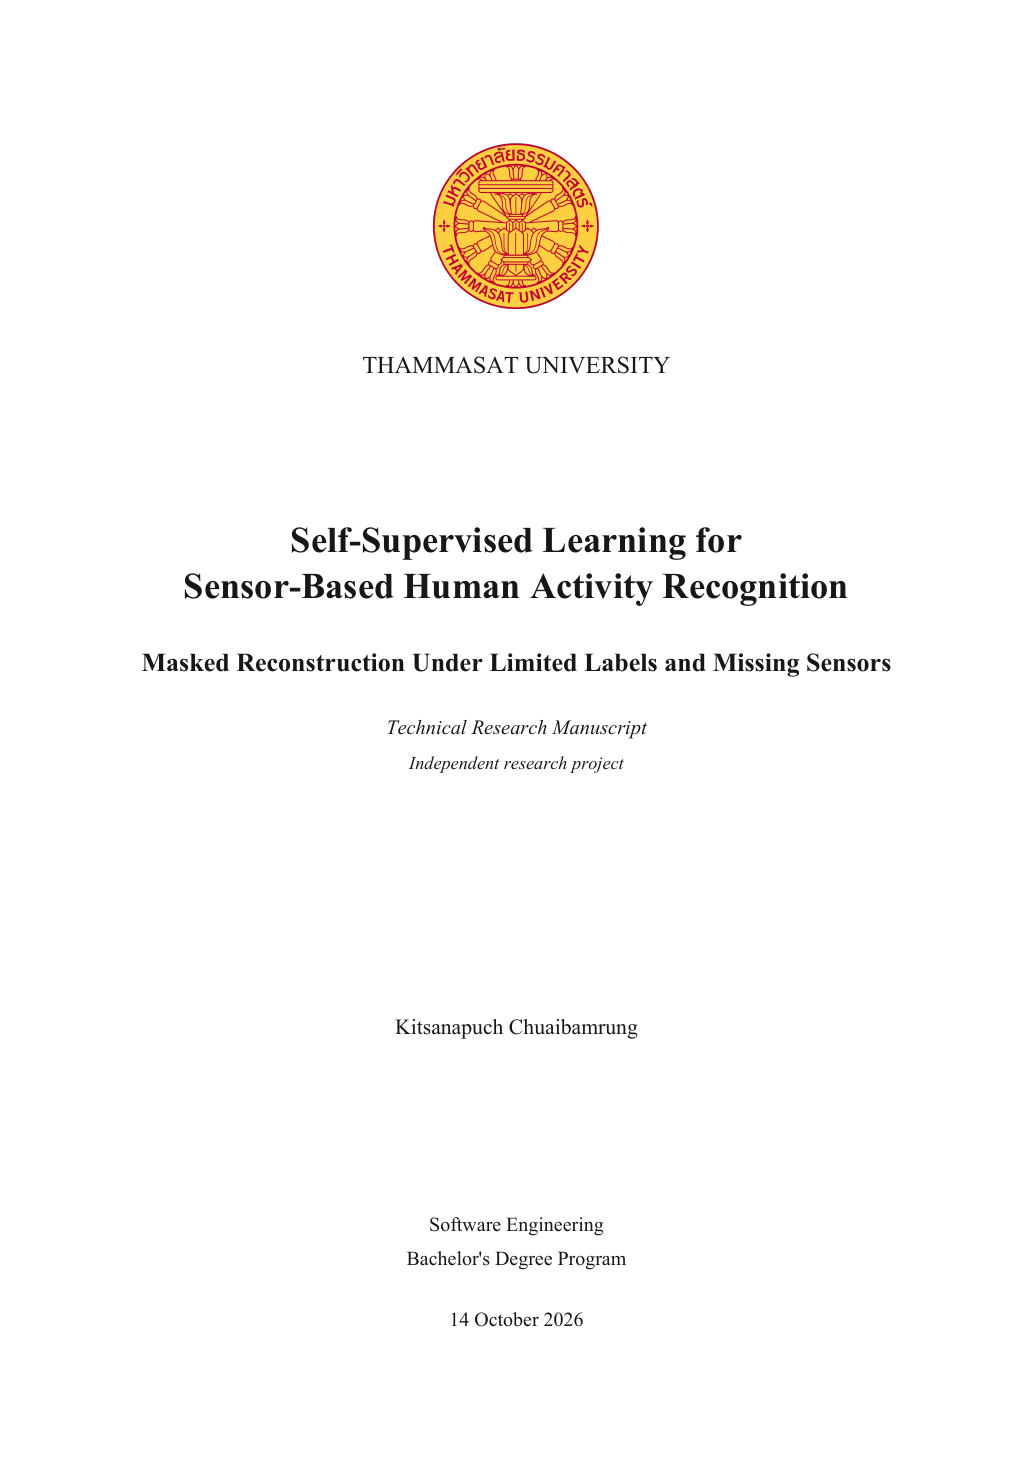 มหาวิทยาลัยธรรมศาสตร์
THAMMASAT UNIVERSITY
THAMMASAT UNIVERSITY
Self-Supervised Learning for
Sensor-Based Human Activity Recognition
Masked Reconstruction Under Limited Labels and Missing Sensors
Technical Research Manuscript
Independent research project
Kitsanapuch Chuaibamrung
Software Engineering
Bachelor's Degree Program
14 October 2026